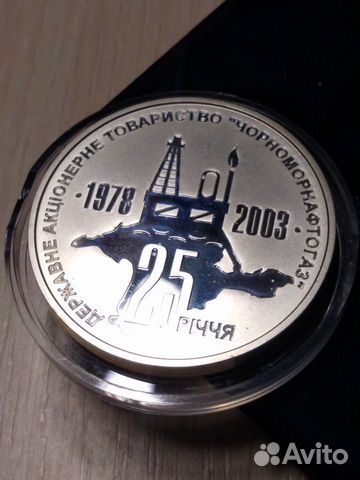 ДЕРЖАВНЕ АКЦІОНЕРНЕ ТОВАРИСТВО "ЧОРНОМОРНАФТОГАЗ"
·1978
2003·
25
РІЧЧЯ
Avito